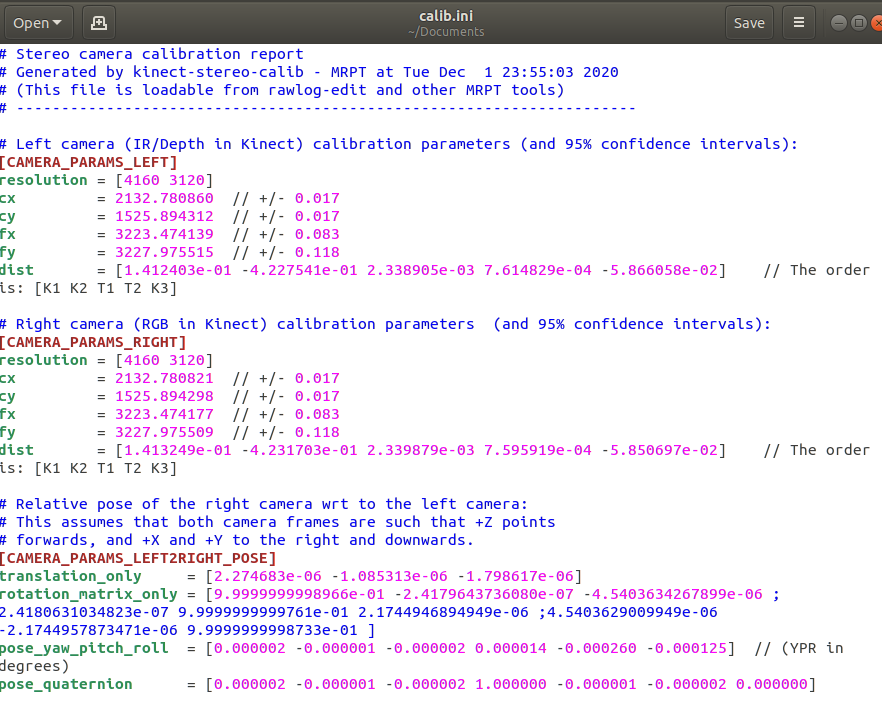 Open
calib.ini
~/Documents
Save
# Stereo camera calibration report
# Generated by kinect-stereo-calib - MRPT at Tue Dec  1 23:55:03 2020
# (This file is loadable from rawlog-edit and other MRPT tools)
# ---------------------------------------------------------------------
# Left camera (IR/Depth in Kinect) calibration parameters (and 95% confidence intervals):
[CAMERA_PARAMS_LEFT]
resolution = [4160 3120]
cx         = 2132.780860  // +/- 0.017
cy         = 1525.894312  // +/- 0.017
fx         = 3223.474139  // +/- 0.083
fy         = 3227.975515  // +/- 0.118
dist       = [1.412403e-01 -4.227541e-01 2.338905e-03 7.614829e-04 -5.866058e-02]    // The order
is: [K1 K2 T1 T2 K3]
# Right camera (RGB in Kinect) calibration parameters  (and 95% confidence intervals):
[CAMERA_PARAMS_RIGHT]
resolution = [4160 3120]
cx         = 2132.780821  // +/- 0.017
cy         = 1525.894298  // +/- 0.017
fx         = 3223.474177  // +/- 0.083
fy         = 3227.975509  // +/- 0.118
dist       = [1.413249e-01 -4.231703e-01 2.339879e-03 7.595919e-04 -5.850697e-02]    // The order
is: [K1 K2 T1 T2 K3]
# Relative pose of the right camera wrt to the left camera:
# This assumes that both camera frames are such that +Z points
# forwards, and +X and +Y to the right and downwards.
[CAMERA_PARAMS_LEFT2RIGHT_POSE]
translation_only     = [2.274683e-06 -1.085313e-06 -1.798617e-06]
rotation_matrix_only = [9.9999999998966e-01 -2.4179643736080e-07 -4.5403634267899e-06 ;
2.4180631034823e-07 9.9999999999761e-01 2.1744946894949e-06 ;4.5403629009949e-06
-2.1744957873471e-06 9.9999999998733e-01 ]
pose_yaw_pitch_roll  = [0.000002 -0.000001 -0.000002 0.000014 -0.000260 -0.000125]  // (YPR in
degrees)
pose_quaternion      = [0.000002 -0.000001 -0.000002 1.000000 -0.000001 -0.000002 0.000000]